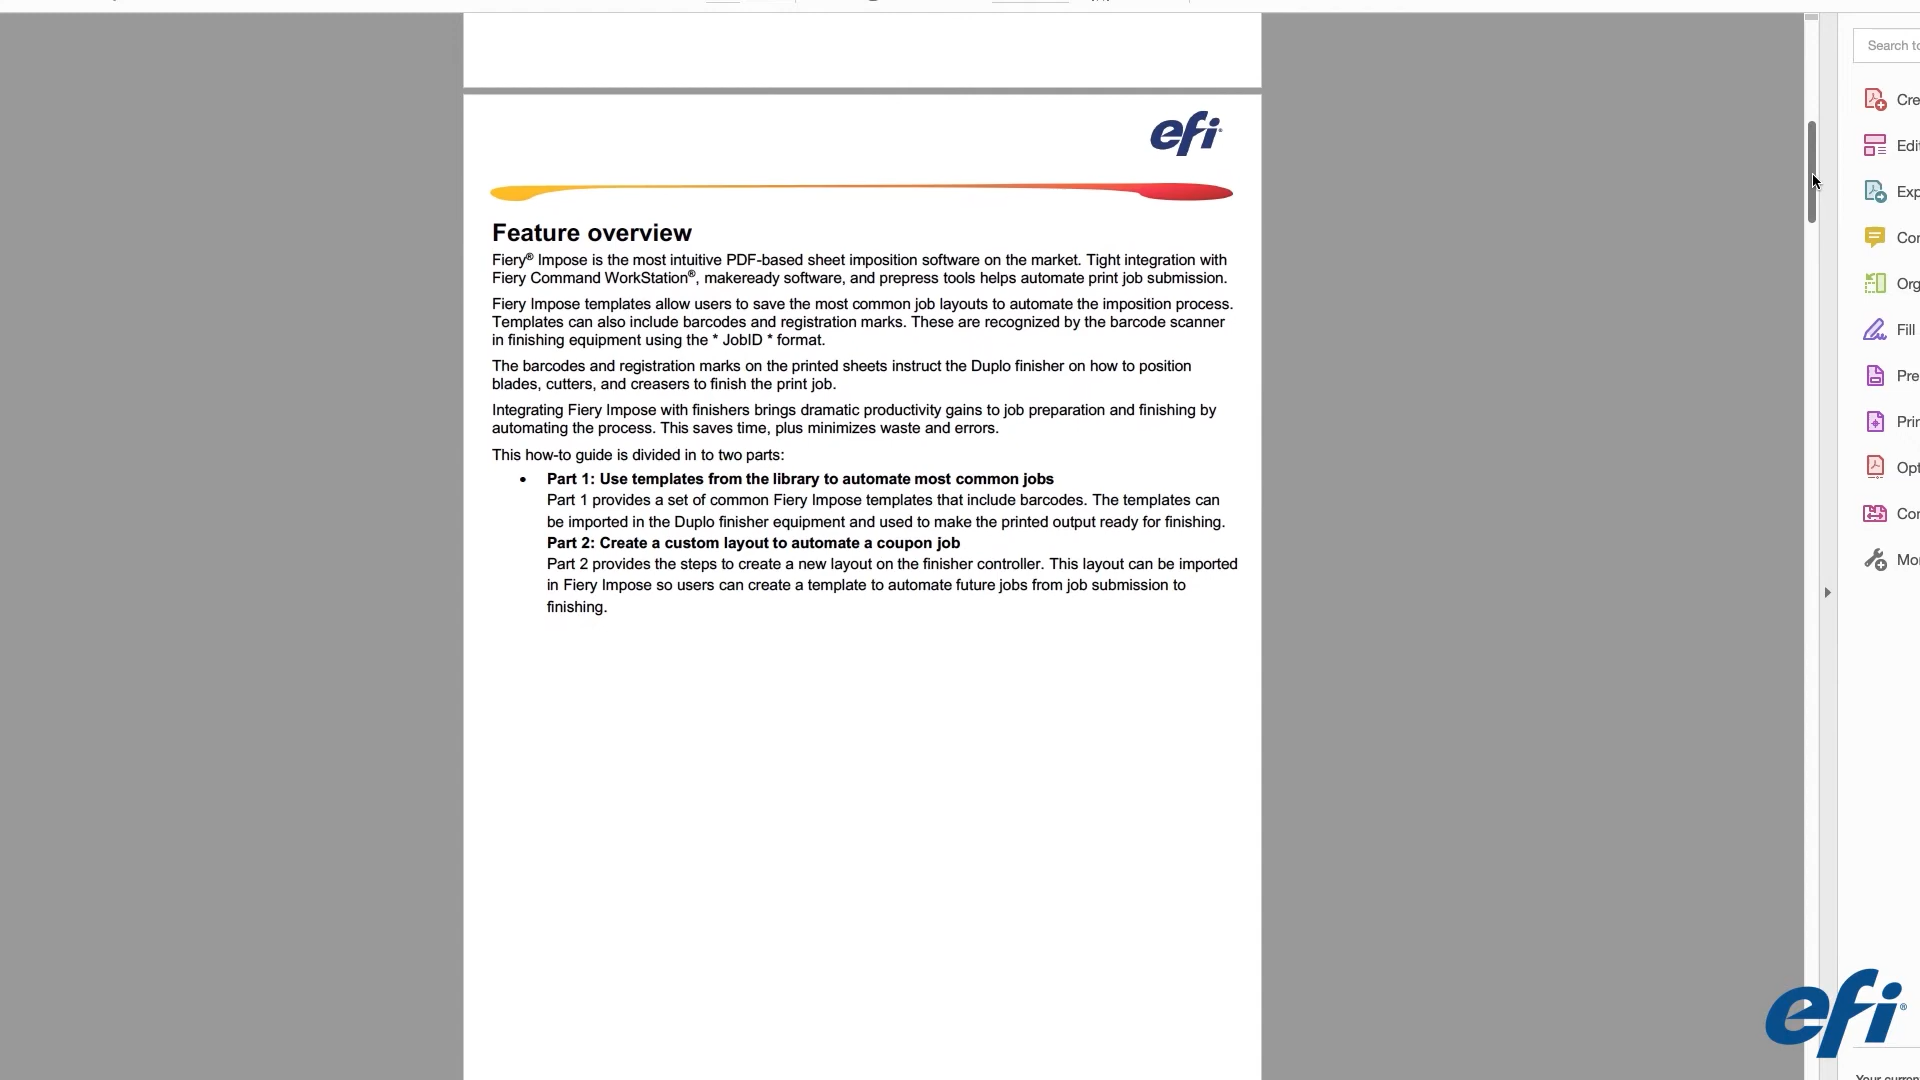 efi
Feature overview
Fiery® Impose is the most intuitive PDF-based sheet imposition software on the market. Tight integration with
Fiery Command WorkStation®, makeready software, and prepress tools helps automate print job submission.
Fiery Impose templates allow users to save the most common job layouts to automate the imposition process.
Templates can also include barcodes and registration marks. These are recognized by the barcode scanner
in finishing equipment using the * JobID * format.
The barcodes and registration marks on the printed sheets instruct the Duplo finisher on how to position
blades, cutters, and creasers to finish the print job.
Integrating Fiery Impose with finishers brings dramatic productivity gains to job preparation and finishing by
automating the process. This saves time, plus minimizes waste and errors.
This how-to guide is divided in to two parts:
• Part 1: Use templates from the library to automate most common jobs
Part 1 provides a set of common Fiery Impose templates that include barcodes. The templates can
be imported in the Duplo finisher equipment and used to make the printed output ready for finishing.
Part 2: Create a custom layout to automate a coupon job
Part 2 provides the steps to create a new layout on the finisher controller. This layout can be imported
in Fiery Impose so users can create a template to automate future jobs from job submission to
finishing.
Search to
Cre
Edi
Exp
Cor
Org
Fill
Pre
Prin
Opt
Cor
Mor
efi®